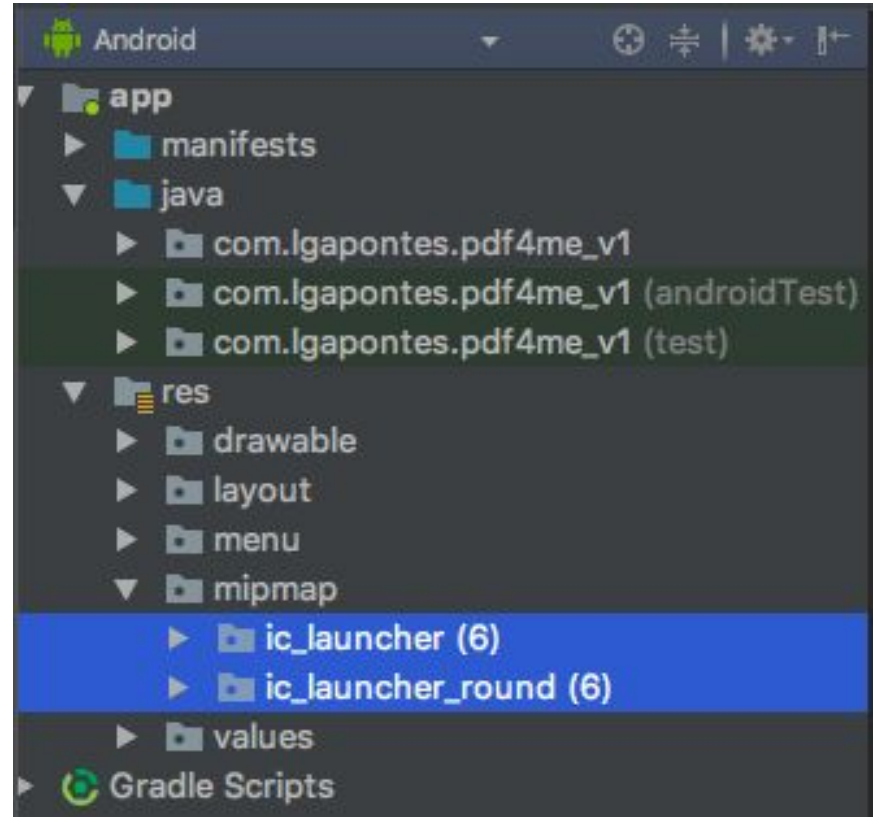 Android
app
manifests
java
com.lgapontes.pdf4me_v1
com.lgapontes.pdf4me_v1 (androidTest)
com.lgapontes.pdf4me_v1 (test)
res
drawable
layout
menu
mipmap
ic_launcher (6)
ic_launcher_round (6)
values
Gradle Scripts